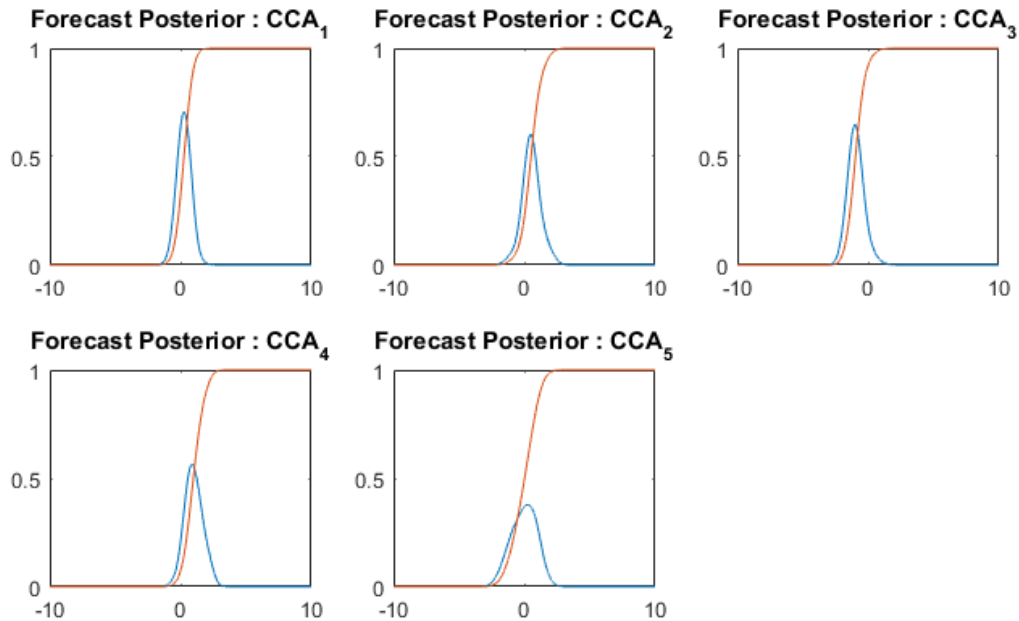 Forecast Posterior : CCA1 Forecast Posterior : CCA2 Forecast Posterior : CCA3
1 1 1
0.5 0.5 0.5
0 0 0
-10 0 10 -10 0 10 -10 0 10
Forecast Posterior : CCA4 Forecast Posterior : CCA5
1 1
0.5 0.5
0 0
-10 0 10 -10 0 10